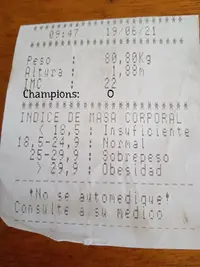 09:47 19/06/21
Peso : 80,80Kg
Altura : 1,88m
IMC : 22
Champions: 0
INDICE DE MASA CORPORAL
< 18,5 : Insuficiente
18,5-24,9 : Normal
25-29,9 : Sobrepeso
> 29,9 : Obesidad
*No se automedique*
Consulte a su médico